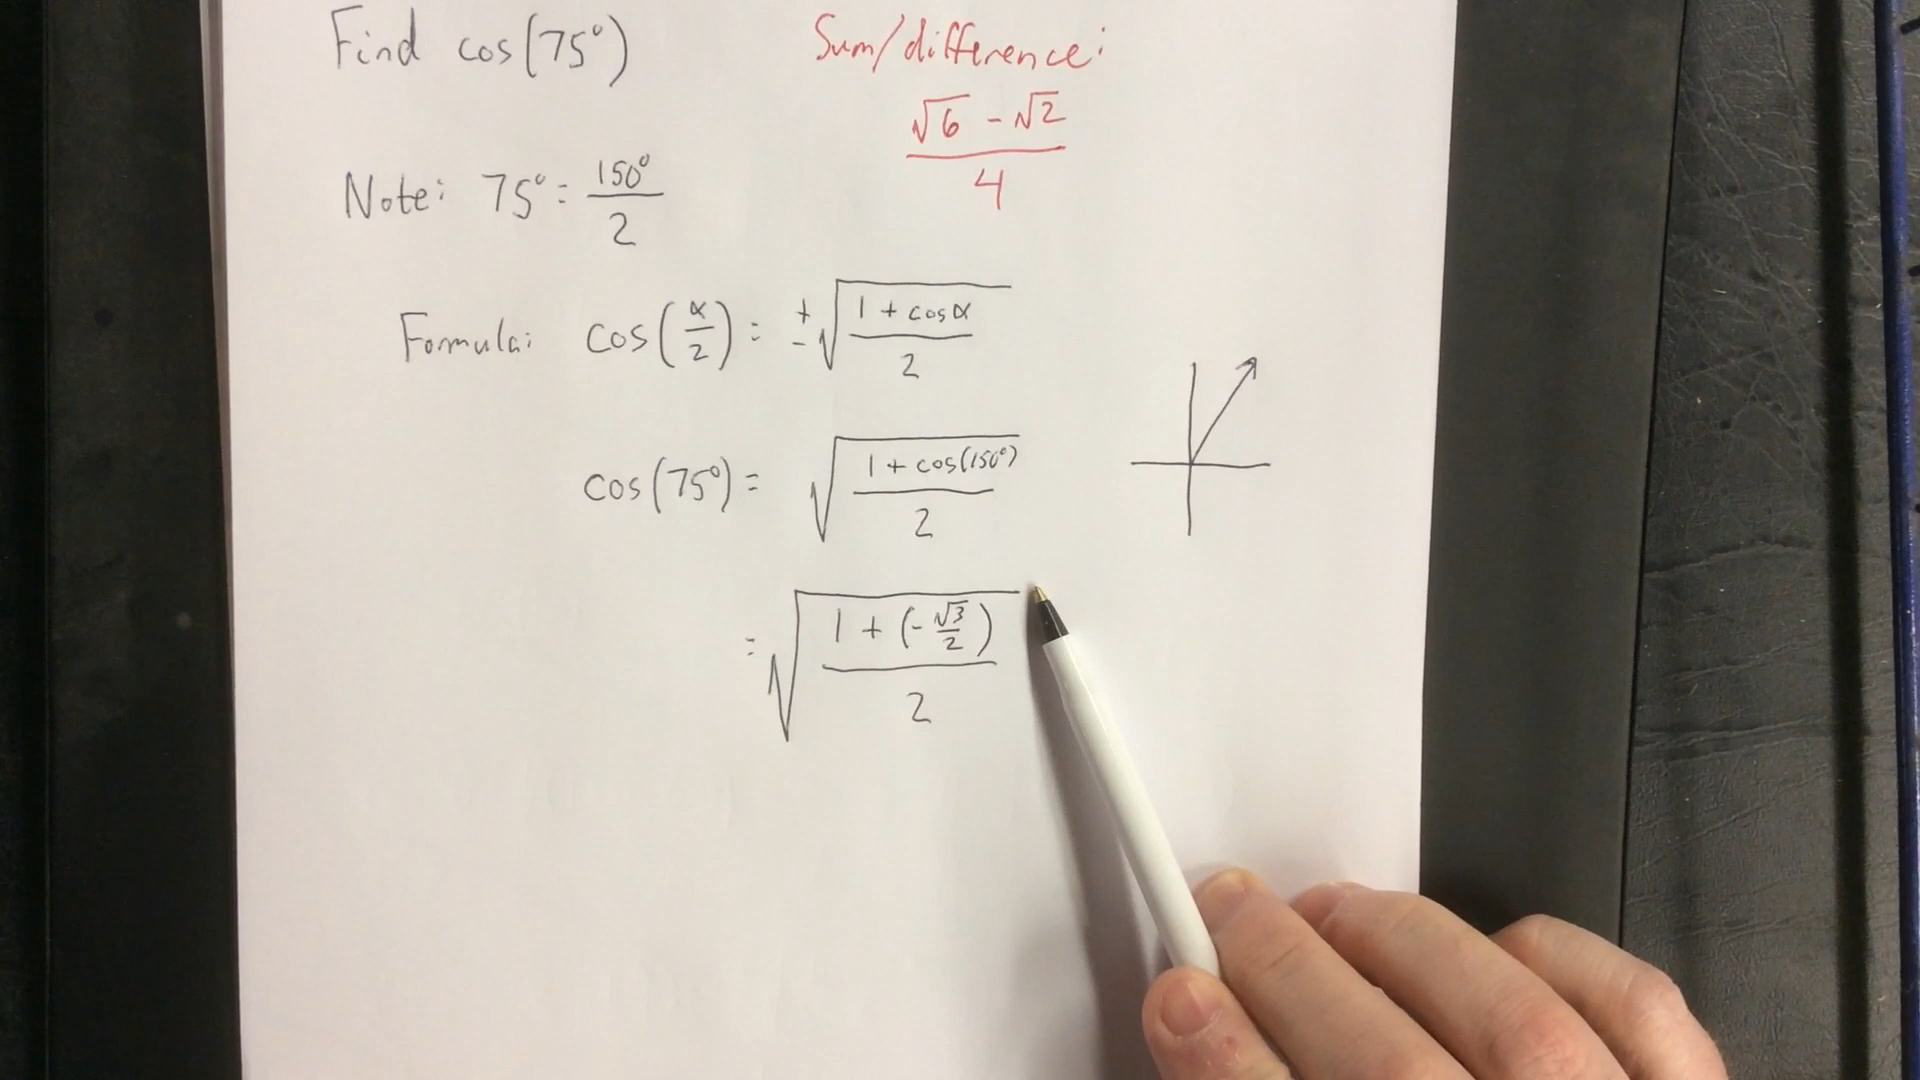 Find cos(75°)
Sum/difference:
√6 - √2 / 4
Note: 75° = 150° / 2
Formula: cos(α/2) = ±√((1 + cosα) / 2)
cos(75°) = √((1 + cos(150°)) / 2)
= √((1 + (-√3/2)) / 2)